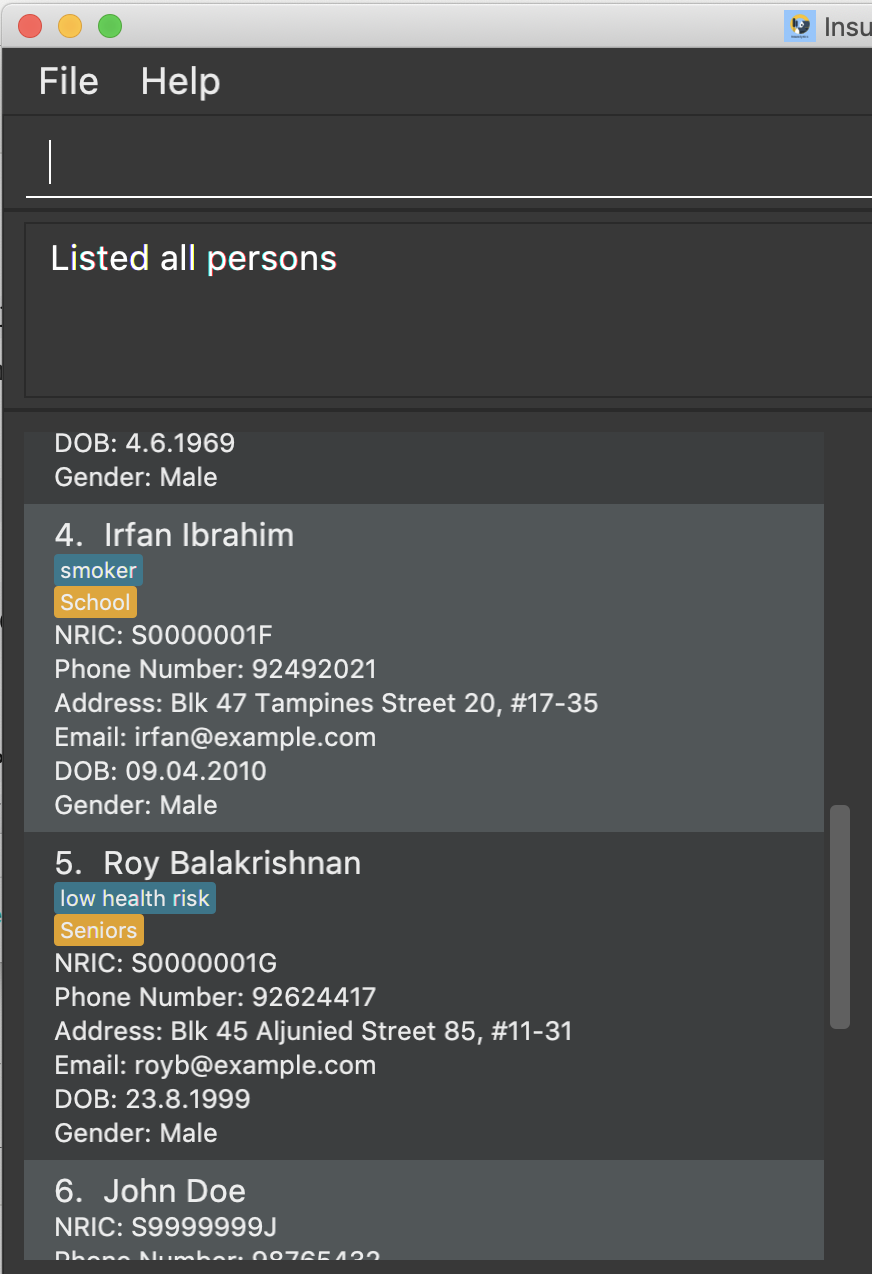 Insu
File Help
Listed all persons
DOB: 4.6.1969
Gender: Male
4. Irfan Ibrahim
smoker
School
NRIC: S0000001F
Phone Number: 92492021
Address: Blk 47 Tampines Street 20, #17-35
Email: irfan@example.com
DOB: 09.04.2010
Gender: Male
5. Roy Balakrishnan
low health risk
Seniors
NRIC: S0000001G
Phone Number: 92624417
Address: Blk 45 Aljunied Street 85, #11-31
Email: royb@example.com
DOB: 23.8.1999
Gender: Male
6. John Doe
NRIC: S9999999J
Phone Number: 98765432